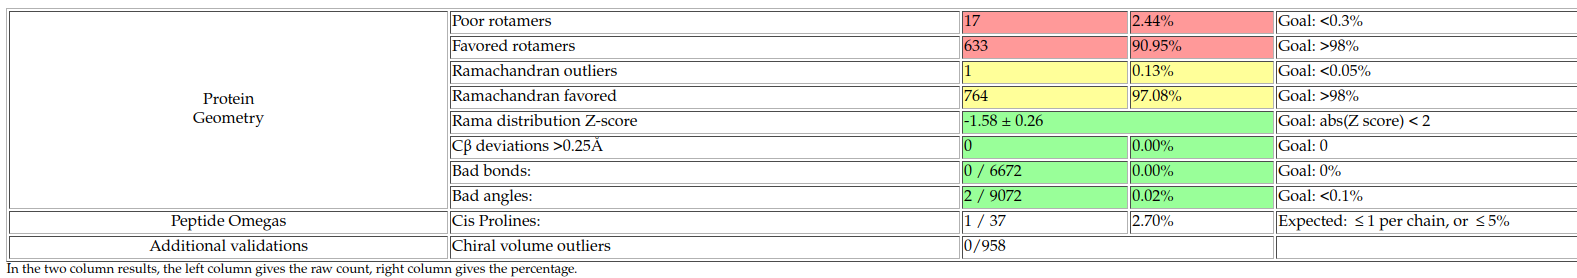 Protein
Geometry
Poor rotamers 17 2.44% Goal: <0.3%
Favored rotamers 633 90.95% Goal: >98%
Ramachandran outliers 1 0.13% Goal: <0.05%
Ramachandran favored 764 97.08% Goal: >98%
Rama distribution Z-score -1.58 ± 0.26 Goal: abs(Z score) < 2
Cβ deviations >0.25Å 0 0.00% Goal: 0
Bad bonds: 0 / 6672 0.00% Goal: 0%
Bad angles: 2 / 9072 0.02% Goal: <0.1%
Peptide Omegas Cis Prolines: 1 / 37 2.70% Expected: ≤ 1 per chain, or ≤ 5%
Additional validations Chiral volume outliers 0/958
In the two column results, the left column gives the raw count, right column gives the percentage.